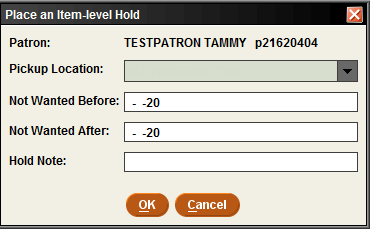 Place an Item-level Hold
Patron: TESTPATRON TAMMY p21620404
Pickup Location:
Not Wanted Before: - -20
Not Wanted After: - -20
Hold Note:
OK Cancel